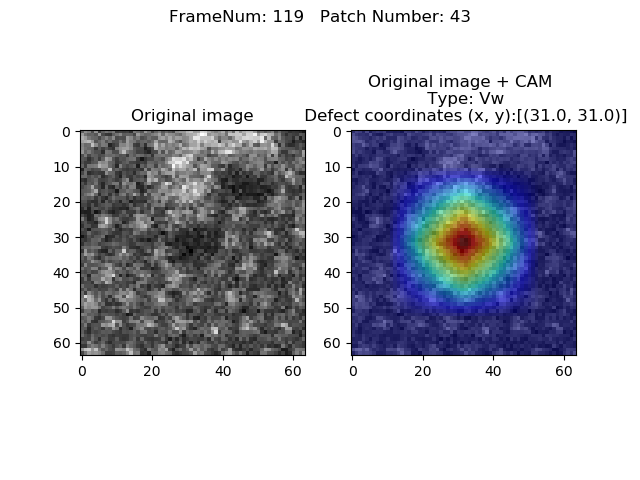 FrameNum: 119   Patch Number: 43
Original image
0
10
20
30
40
50
60
0 20 40 60
Original image + CAM
Type: Vw
Defect coordinates (x, y):[(31.0, 31.0)]
0
10
20
30
40
50
60
0 20 40 60